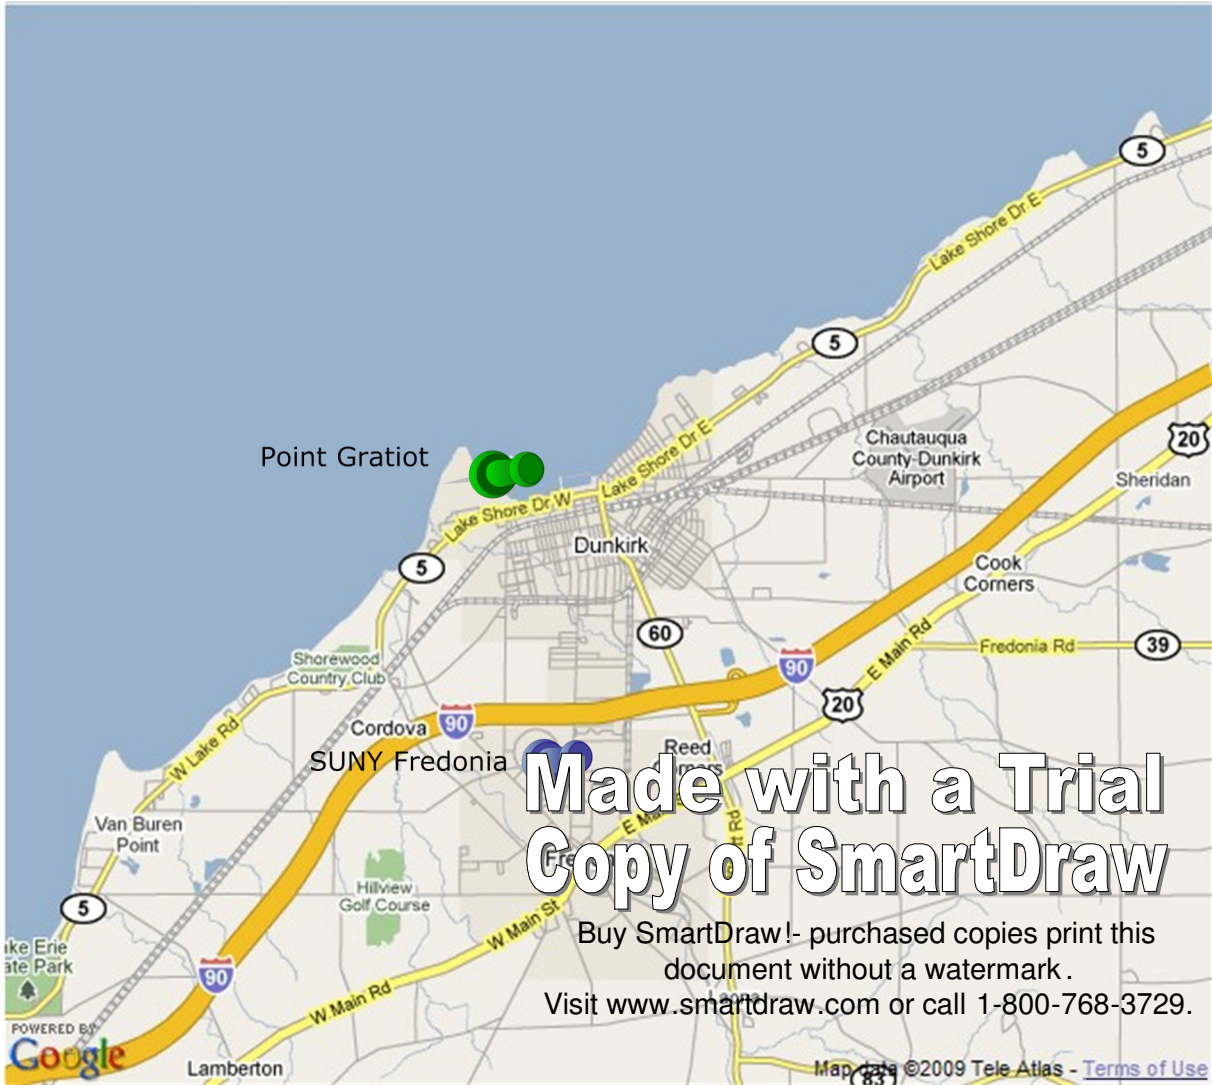 5
Lake Shore Dr E
5
20
Chautauqua
County-Dunkirk
Airport
Sheridan
Lake Shore Dr E
Point Gratiot
Lake Shore Dr W
Dunkirk
5
Cook
Corners
60
E Main Rd
Fredonia Rd
39
Shorewood
Country Club
90
20
Cordova
90
Reed
SUNY Fredonia
W Lake Rd
Made with a Trial
Copy of SmartDraw
Van Buren
Point
Hillview
Golf Course
5
W Main St
Buy SmartDraw!- purchased copies print this
document without a watermark.
Visit www.smartdraw.com or call 1-800-768-3729.
90
W Main Rd
POWERED BY
Google
Lamberton
Map data ©2009 Tele Atlas - Terms of Use
83